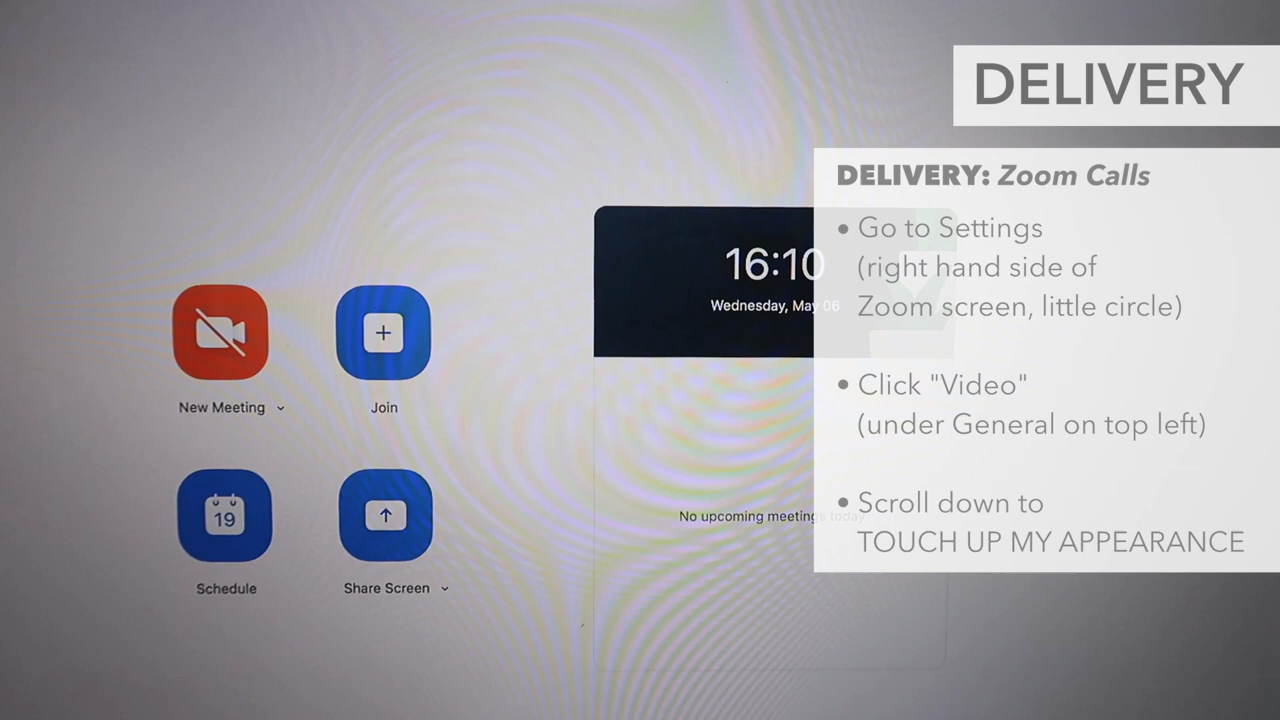 DELIVERY
DELIVERY: Zoom Calls
• Go to Settings
(right hand side of
Zoom screen, little circle)
• Click "Video"
(under General on top left)
• Scroll down to
TOUCH UP MY APPEARANCE
16:10
Wednesday, May 06
New Meeting
Join
19
Schedule
Share Screen
No upcoming meetings today